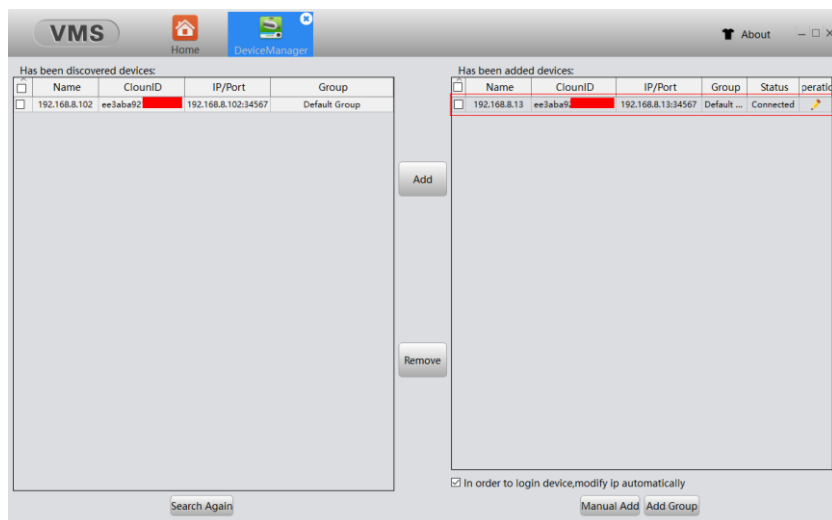 VMS
Home
DeviceManager
About
Has been discovered devices:
Name ClounID IP/Port Group
192.168.8.102 ee3aba92 192.168.8.102:34567 Default Group
Add
Remove
Search Again
Has been added devices:
Name ClounID IP/Port Group Status peratic
192.168.8.13 ee3aba92 192.168.8.13:34567 Default ... Connected
In order to login device,modify ip automatically
Manual Add Add Group